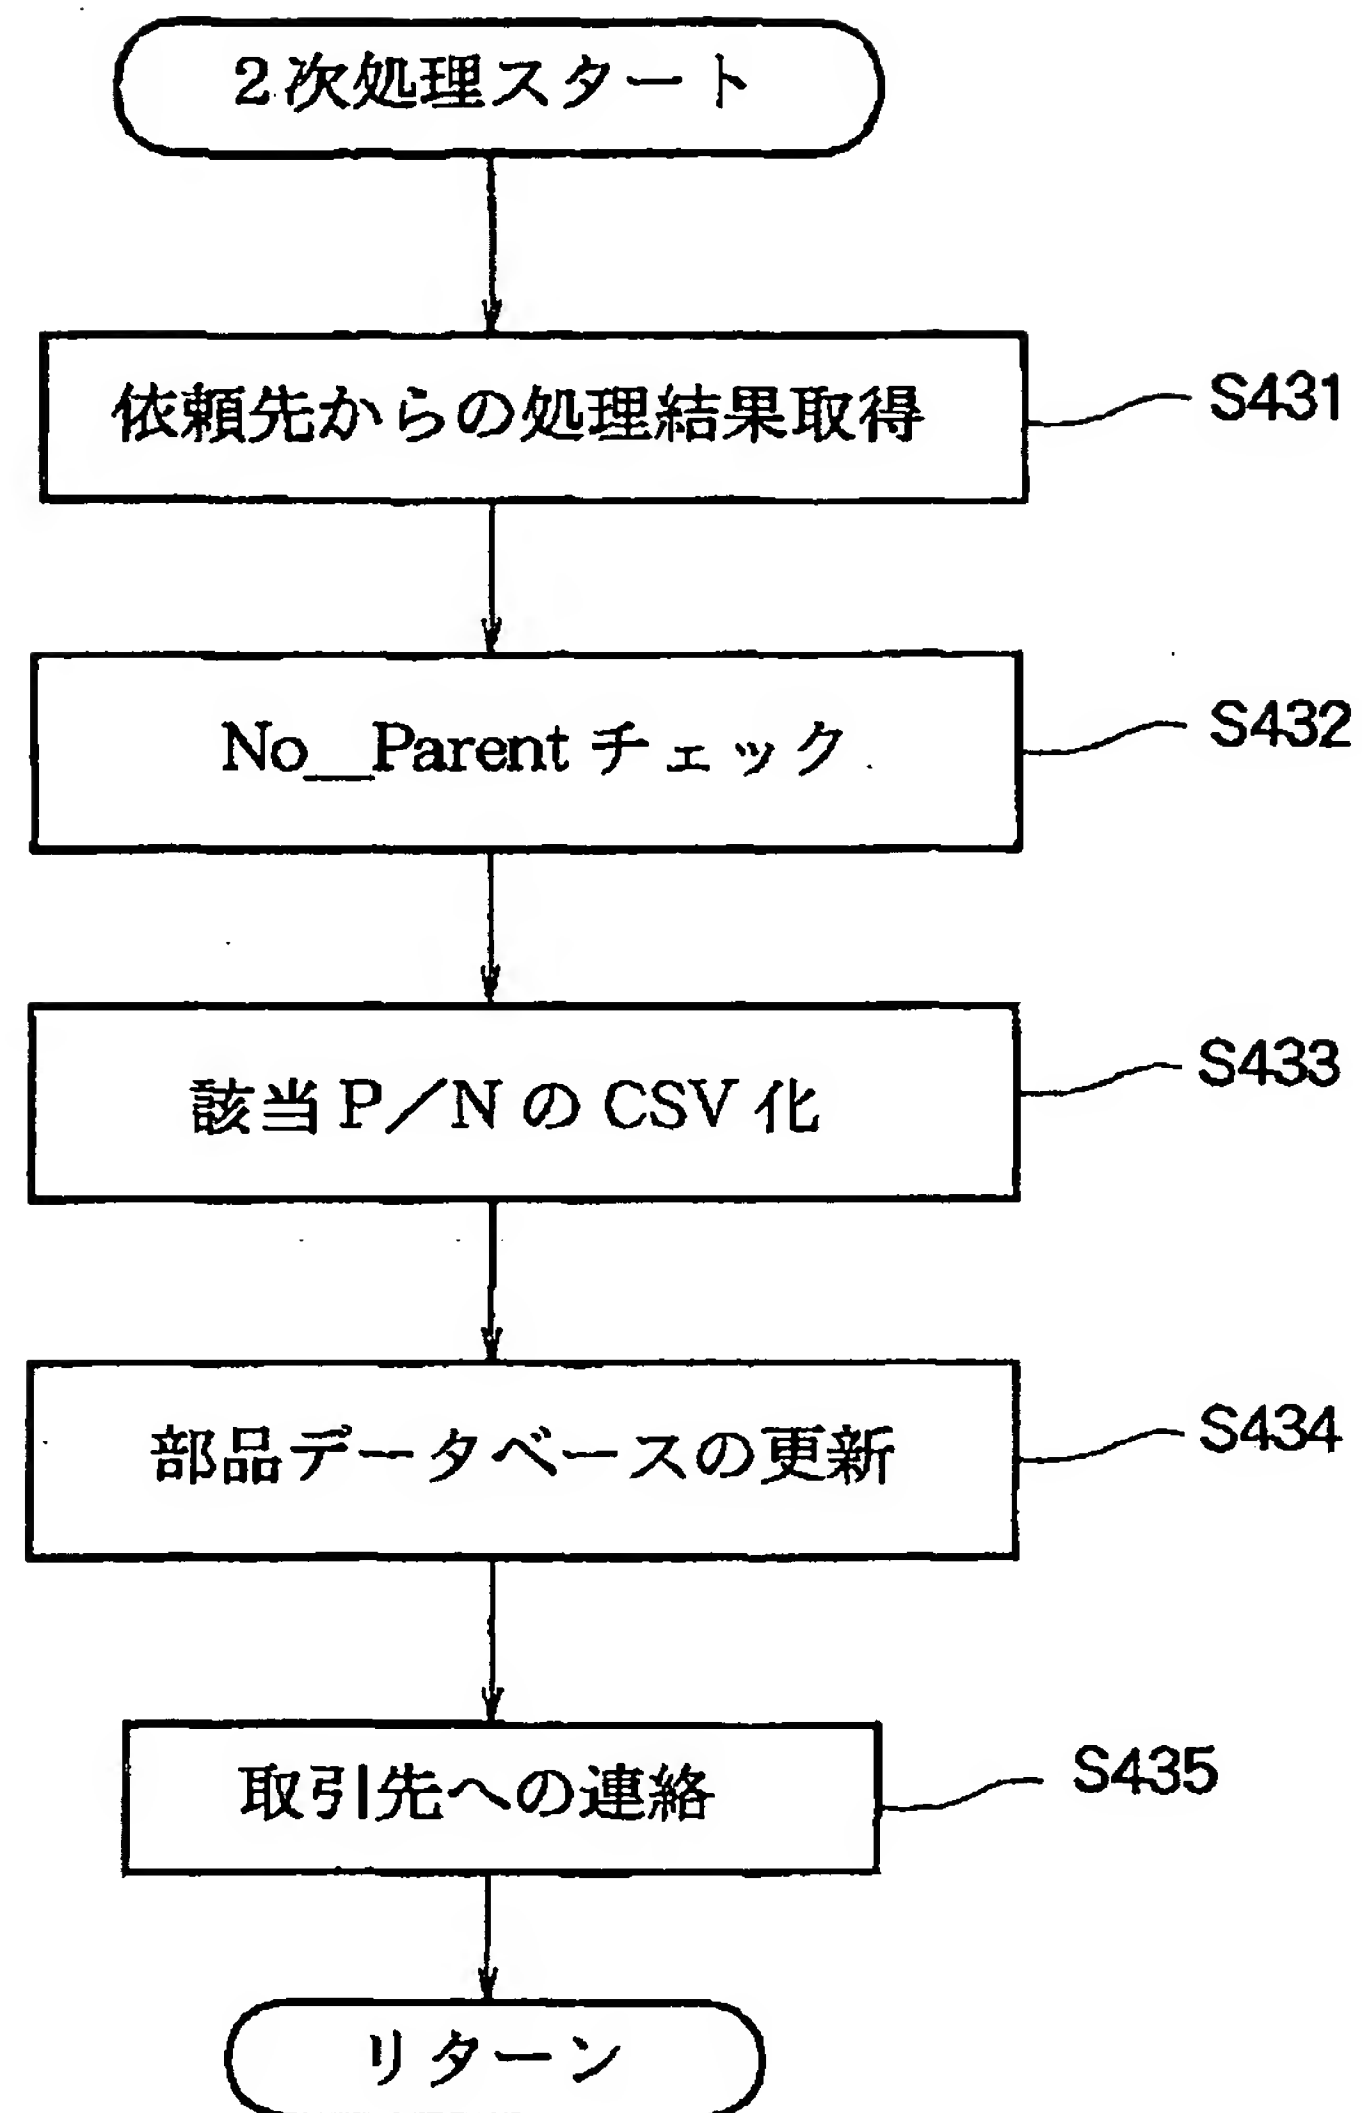 2次処理スタート
依頼先からの処理結果取得
S431
No__Parentチェック
S432
該当P/NのCSV化
S433
部品データベースの更新
S434
取引先への連絡
S435
リターン